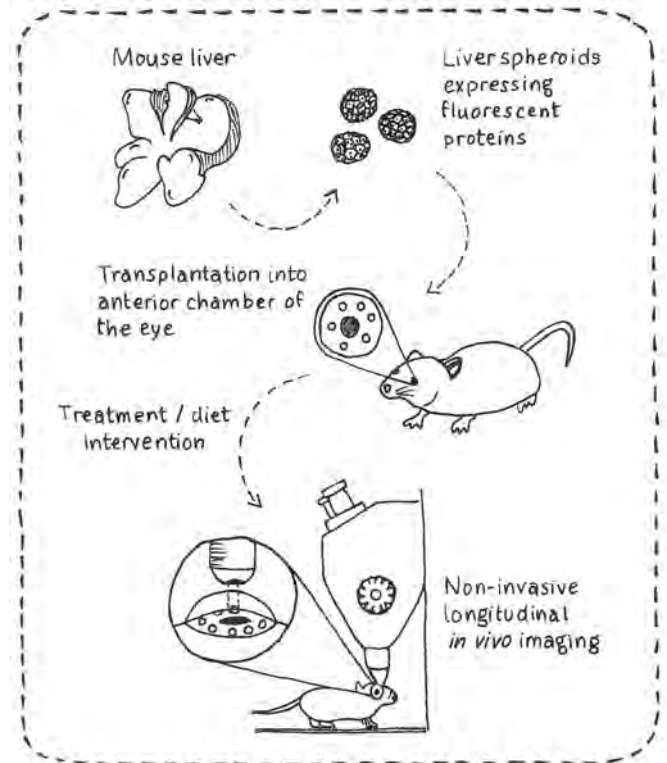 Mouse liver
Liver spheroids
expressing
fluorescent
proteins
Transplantation into
anterior chamber of
the eye
Treatment / diet
intervention
Non-invasive
longitudinal
in vivo imaging